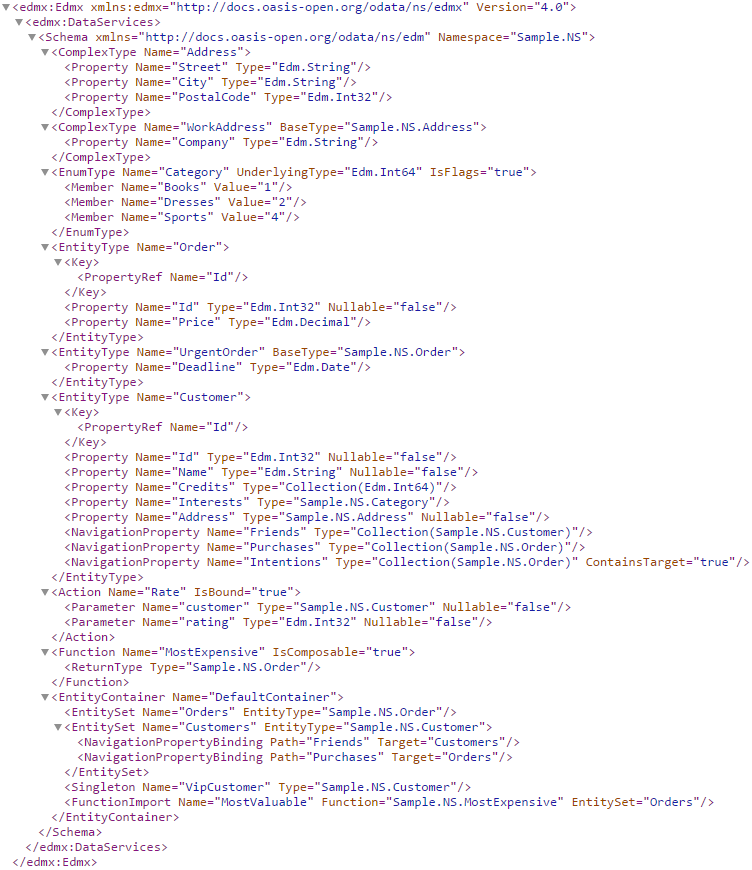 <edmx:Edmx xmlns:edmx="http://docs.oasis-open.org/odata/ns/edmx" Version="4.0">
<edmx:DataServices>
<Schema xmlns="http://docs.oasis-open.org/odata/ns/edm" Namespace="Sample.NS">
<ComplexType Name="Address">
<Property Name="Street" Type="Edm.String"/>
<Property Name="City" Type="Edm.String"/>
<Property Name="PostalCode" Type="Edm.Int32"/>
</ComplexType>
<ComplexType Name="WorkAddress" BaseType="Sample.NS.Address">
<Property Name="Company" Type="Edm.String"/>
</ComplexType>
<EnumType Name="Category" UnderlyingType="Edm.Int64" IsFlags="true">
<Member Name="Books" Value="1"/>
<Member Name="Dresses" Value="2"/>
<Member Name="Sports" Value="4"/>
</EnumType>
<EntityType Name="Order">
<Key>
<PropertyRef Name="Id"/>
</Key>
<Property Name="Id" Type="Edm.Int32" Nullable="false"/>
<Property Name="Price" Type="Edm.Decimal"/>
</EntityType>
<EntityType Name="UrgentOrder" BaseType="Sample.NS.Order">
<Property Name="Deadline" Type="Edm.Date"/>
</EntityType>
<EntityType Name="Customer">
<Key>
<PropertyRef Name="Id"/>
</Key>
<Property Name="Id" Type="Edm.Int32" Nullable="false"/>
<Property Name="Name" Type="Edm.String" Nullable="false"/>
<Property Name="Credits" Type="Collection(Edm.Int64)"/>
<Property Name="Interests" Type="Sample.NS.Category"/>
<Property Name="Address" Type="Sample.NS.Address" Nullable="false"/>
<NavigationProperty Name="Friends" Type="Collection(Sample.NS.Customer)"/>
<NavigationProperty Name="Purchases" Type="Collection(Sample.NS.Order)"/>
<NavigationProperty Name="Intentions" Type="Collection(Sample.NS.Order)" ContainsTarget="true"/>
</EntityType>
<Action Name="Rate" IsBound="true">
<Parameter Name="customer" Type="Sample.NS.Customer" Nullable="false"/>
<Parameter Name="rating" Type="Edm.Int32" Nullable="false"/>
</Action>
<Function Name="MostExpensive" IsComposable="true">
<ReturnType Type="Sample.NS.Order"/>
</Function>
<EntityContainer Name="DefaultContainer">
<EntitySet Name="Orders" EntityType="Sample.NS.Order"/>
<EntitySet Name="Customers" EntityType="Sample.NS.Customer">
<NavigationPropertyBinding Path="Friends" Target="Customers"/>
<NavigationPropertyBinding Path="Purchases" Target="Orders"/>
</EntitySet>
<Singleton Name="VipCustomer" Type="Sample.NS.Customer"/>
<FunctionImport Name="MostValuable" Function="Sample.NS.MostExpensive" EntitySet="Orders"/>
</EntityContainer>
</Schema>
</edmx:DataServices>
</edmx:Edmx>